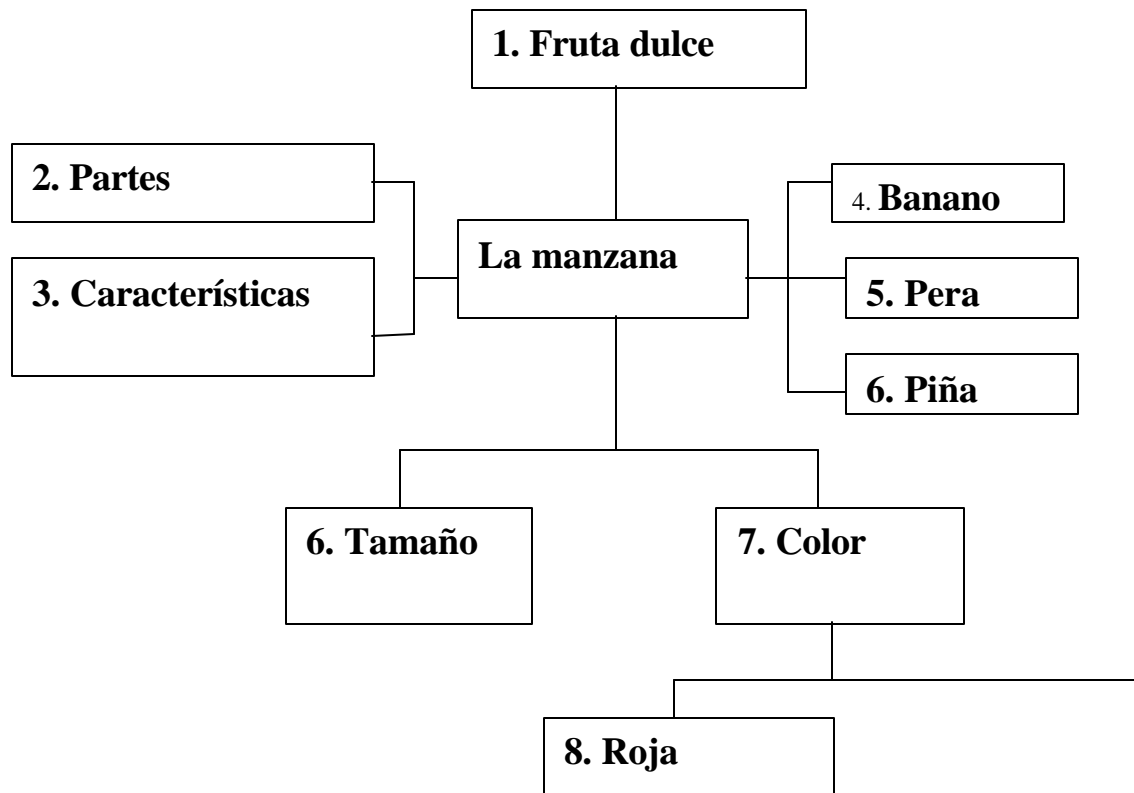 1. Fruta dulce
2. Partes
4. Banano
La manzana
3. Características
5. Pera
6. Piña
6. Tamaño
7. Color
8. Roja